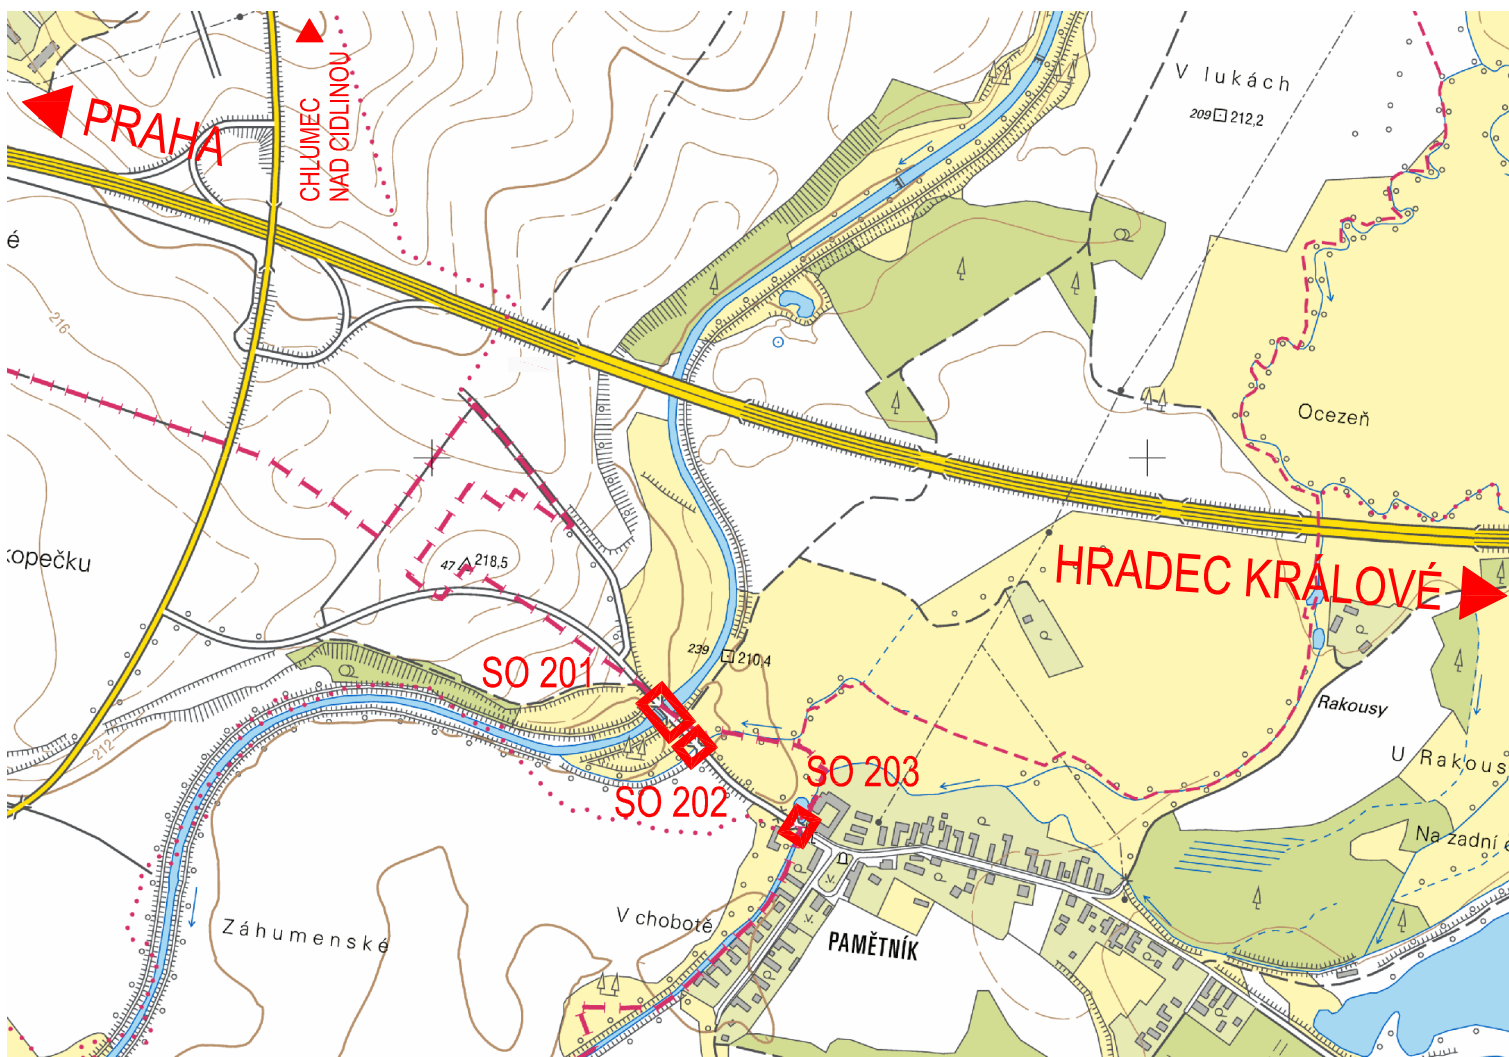 V lukách
209 212,2
PRAHA
CHLUMEC
NAD CIDLINOU
é
216
Ocezeň
kopečku
47 218,5
HRADEC KRÁLOVÉ
SO 201
239 210,4
Rakousy
212
SO 202
SO 203
U Rakous
Na zadní
V chobotě
Záhumenské
PAMĚTNÍK